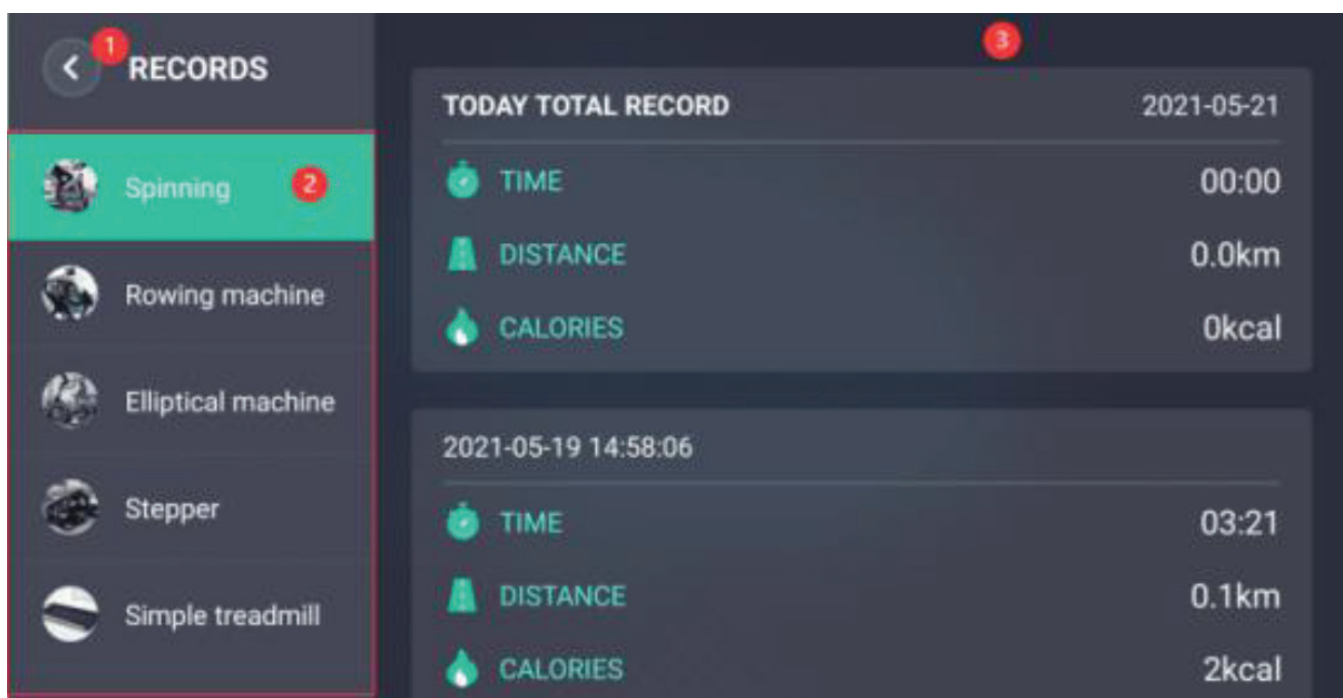 1
RECORDS
3
TODAY TOTAL RECORD 2021-05-21
Spinning 2
TIME 00:00
DISTANCE 0.0km
CALORIES 0kcal
Rowing machine
Elliptical machine
Stepper
Simple treadmill
2021-05-19 14:58:06
TIME 03:21
DISTANCE 0.1km
CALORIES 2kcal